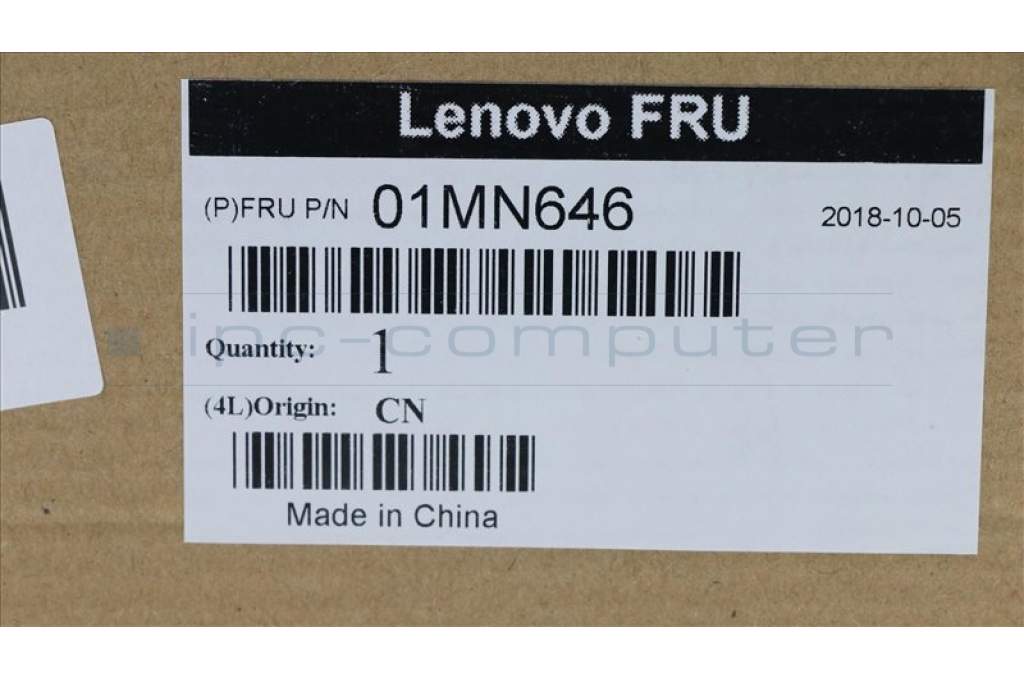 Lenovo FRU
(P)FRU P/N 01MN646 2018-10-05
ipc-computer
Quantity: 1
(4L)Origin: CN
Made in China